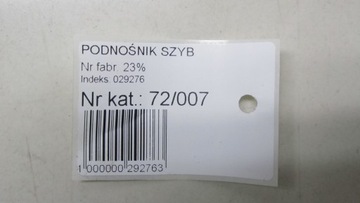 PODNOŚNIK SZYB
Nr fabr. 23%
Indeks: 029276
Nr kat.: 72/007
1 000000 292763